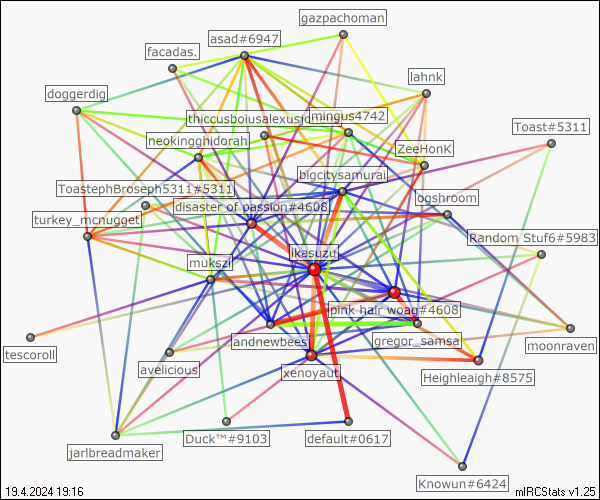 gazpachoman
asad#6947
facadas.
lahnk
doggerdig
mingus4742
neokingghidorah
ZeeHonK
Toast#5311
bigcitysamurai
ToastephBroseph5311#5311
ogshroom
disaster of passion#4608
turkey_mcnugget
Random Stuf6#5983
ikasuzu
mukszi
pink hair woag#4608
andnewbees
gregor_samsa
moonraven
tescoroll
avelicious
xenoyaut
Heighleaigh#8575
Duck™#9103
default#0617
jarlbreadmaker
Knowun#6424
19.4.2024 19:16
mIRCStats v1.25